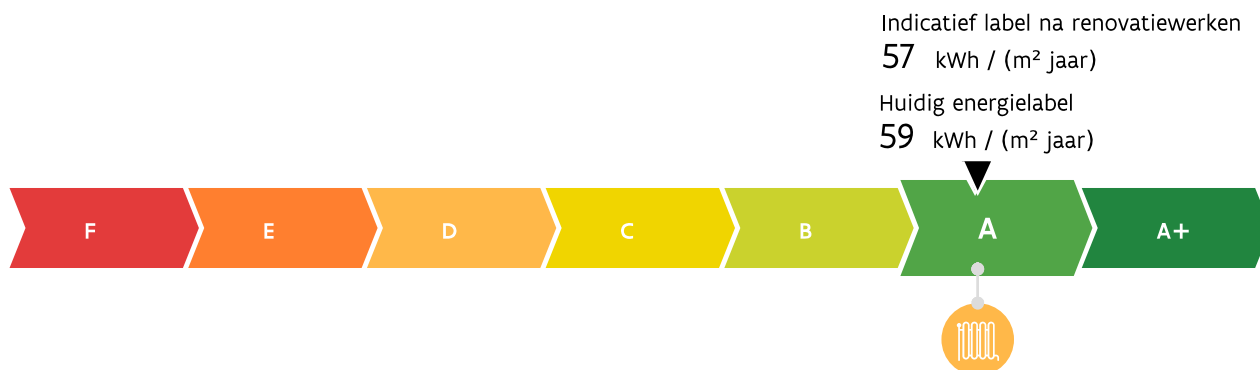 Indicatief label na renovatiewerken
57 kWh / (m² jaar)
Huidig energielabel
59 kWh / (m² jaar)
F E D C B A A+